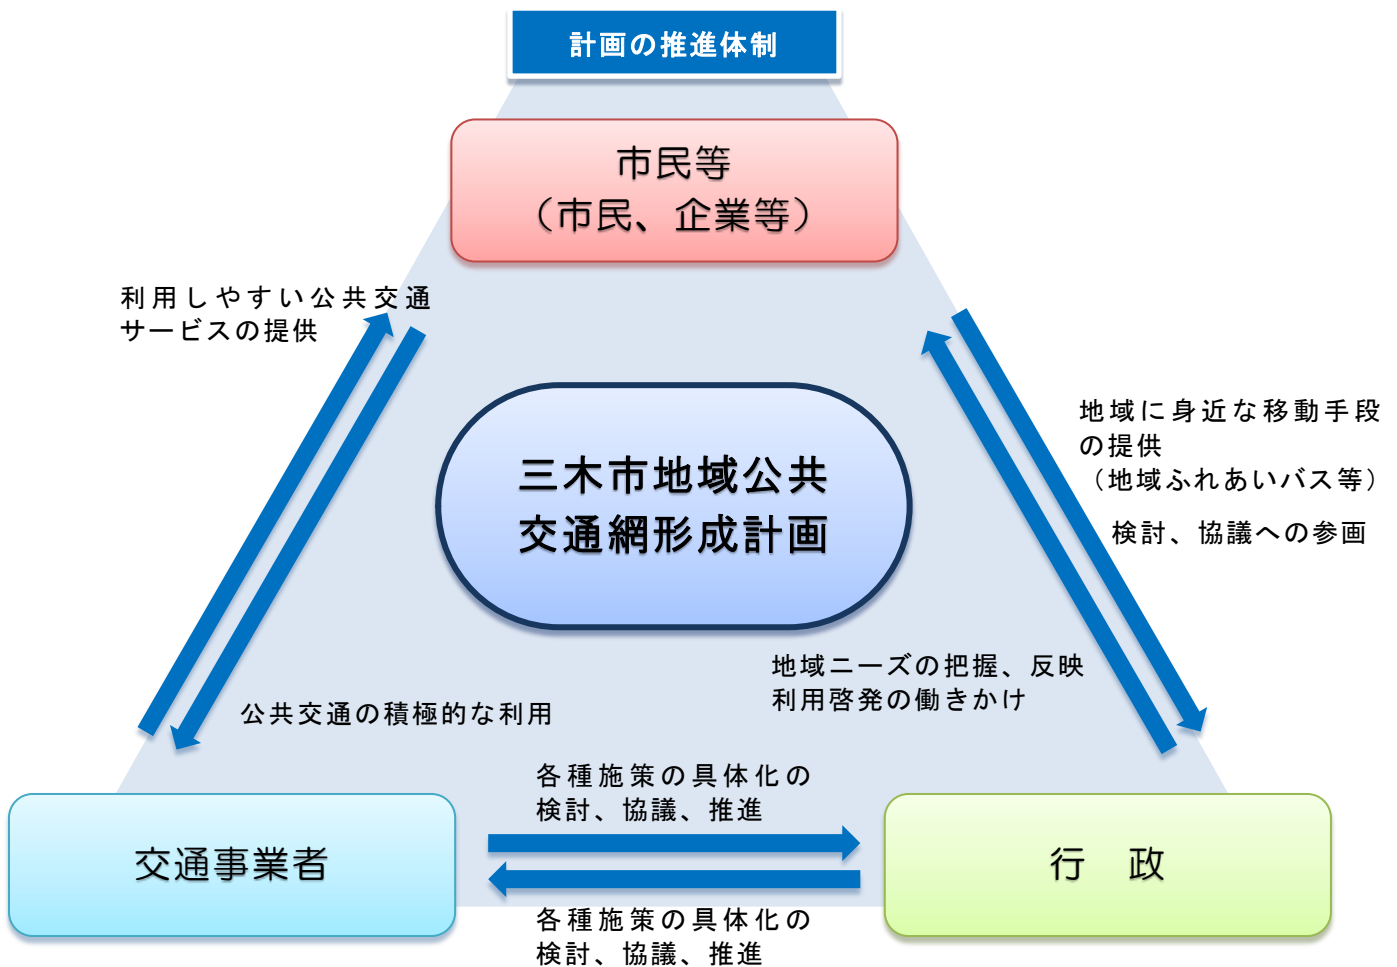 計画の推進体制
市民等
（市民、企業等）
利用しやすい公共交通
サービスの提供
地域に身近な移動手段
の提供
（地域ふれあいバス等）
検討、協議への参画
三木市地域公共
交通網形成計画
地域ニーズの把握、反映
利用啓発の働きかけ
公共交通の積極的な利用
各種施策の具体化の
検討、協議、推進
交通事業者
行　政
各種施策の具体化の
検討、協議、推進